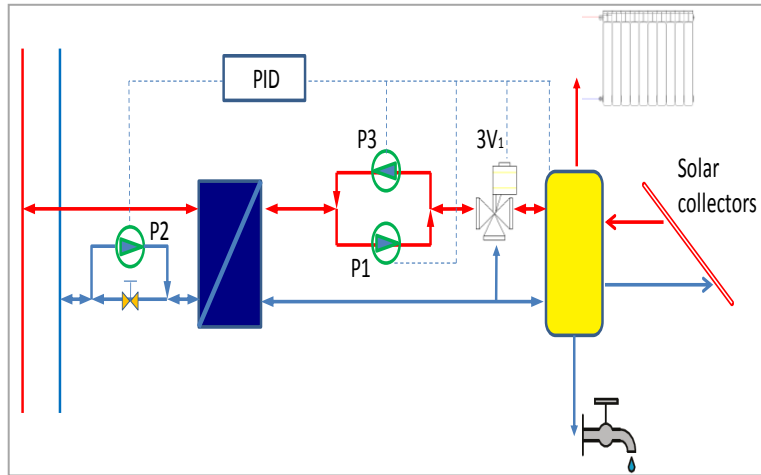 PID
P3
3V1
Solar
collectors
P2
P1